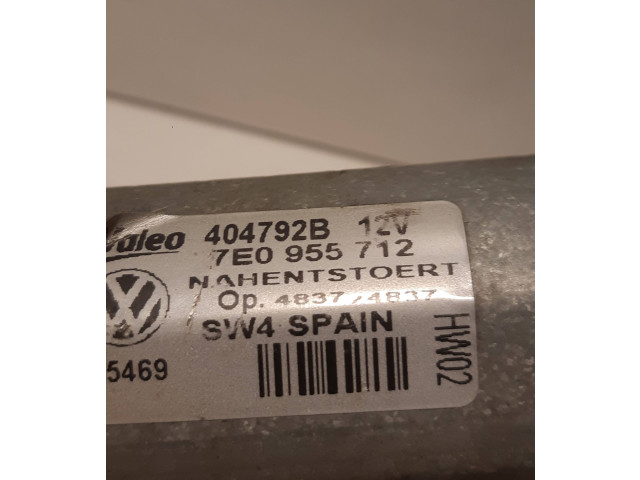 Valeo 404792B 12V
7E0 955 712
NAHENTSTOERT
Op. 4837/4837
SW4 SPAIN
5469
HW02